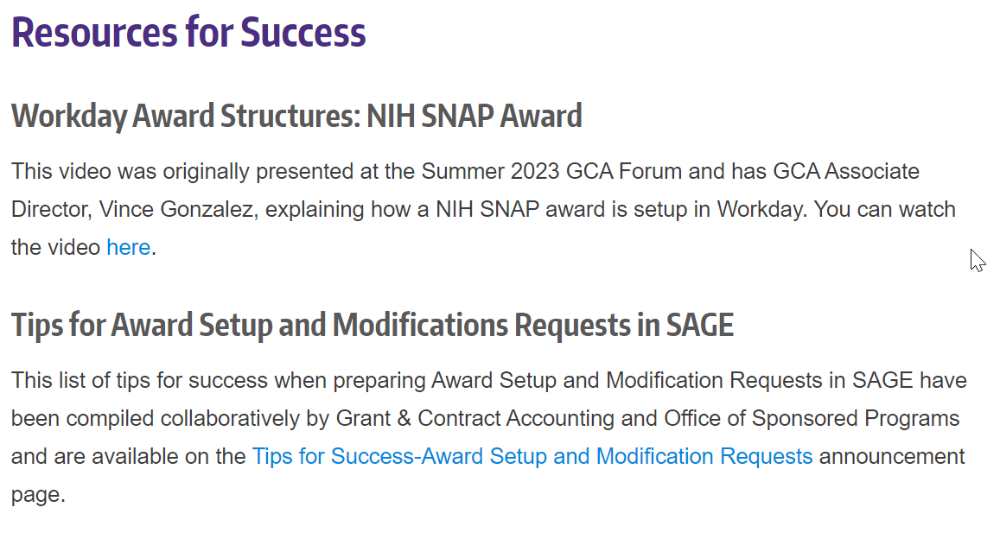 Resources for Success
Workday Award Structures: NIH SNAP Award
This video was originally presented at the Summer 2023 GCA Forum and has GCA Associate
Director, Vince Gonzalez, explaining how a NIH SNAP award is setup in Workday. You can watch
the video here.
Tips for Award Setup and Modifications Requests in SAGE
This list of tips for success when preparing Award Setup and Modification Requests in SAGE have
been compiled collaboratively by Grant & Contract Accounting and Office of Sponsored Programs
and are available on the Tips for Success-Award Setup and Modification Requests announcement
page.